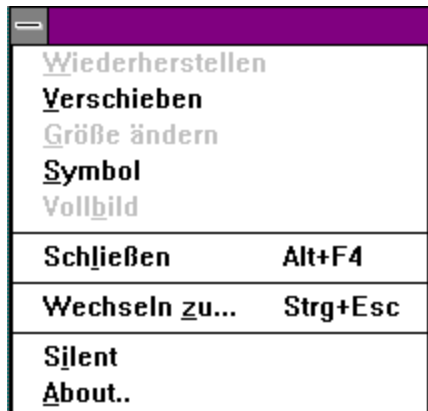 Wiederherstellen
Verschieben
Größe ändern
Symbol
Vollbild
Schließen Alt+F4
Wechseln zu... Strg+Esc
Silent
About..